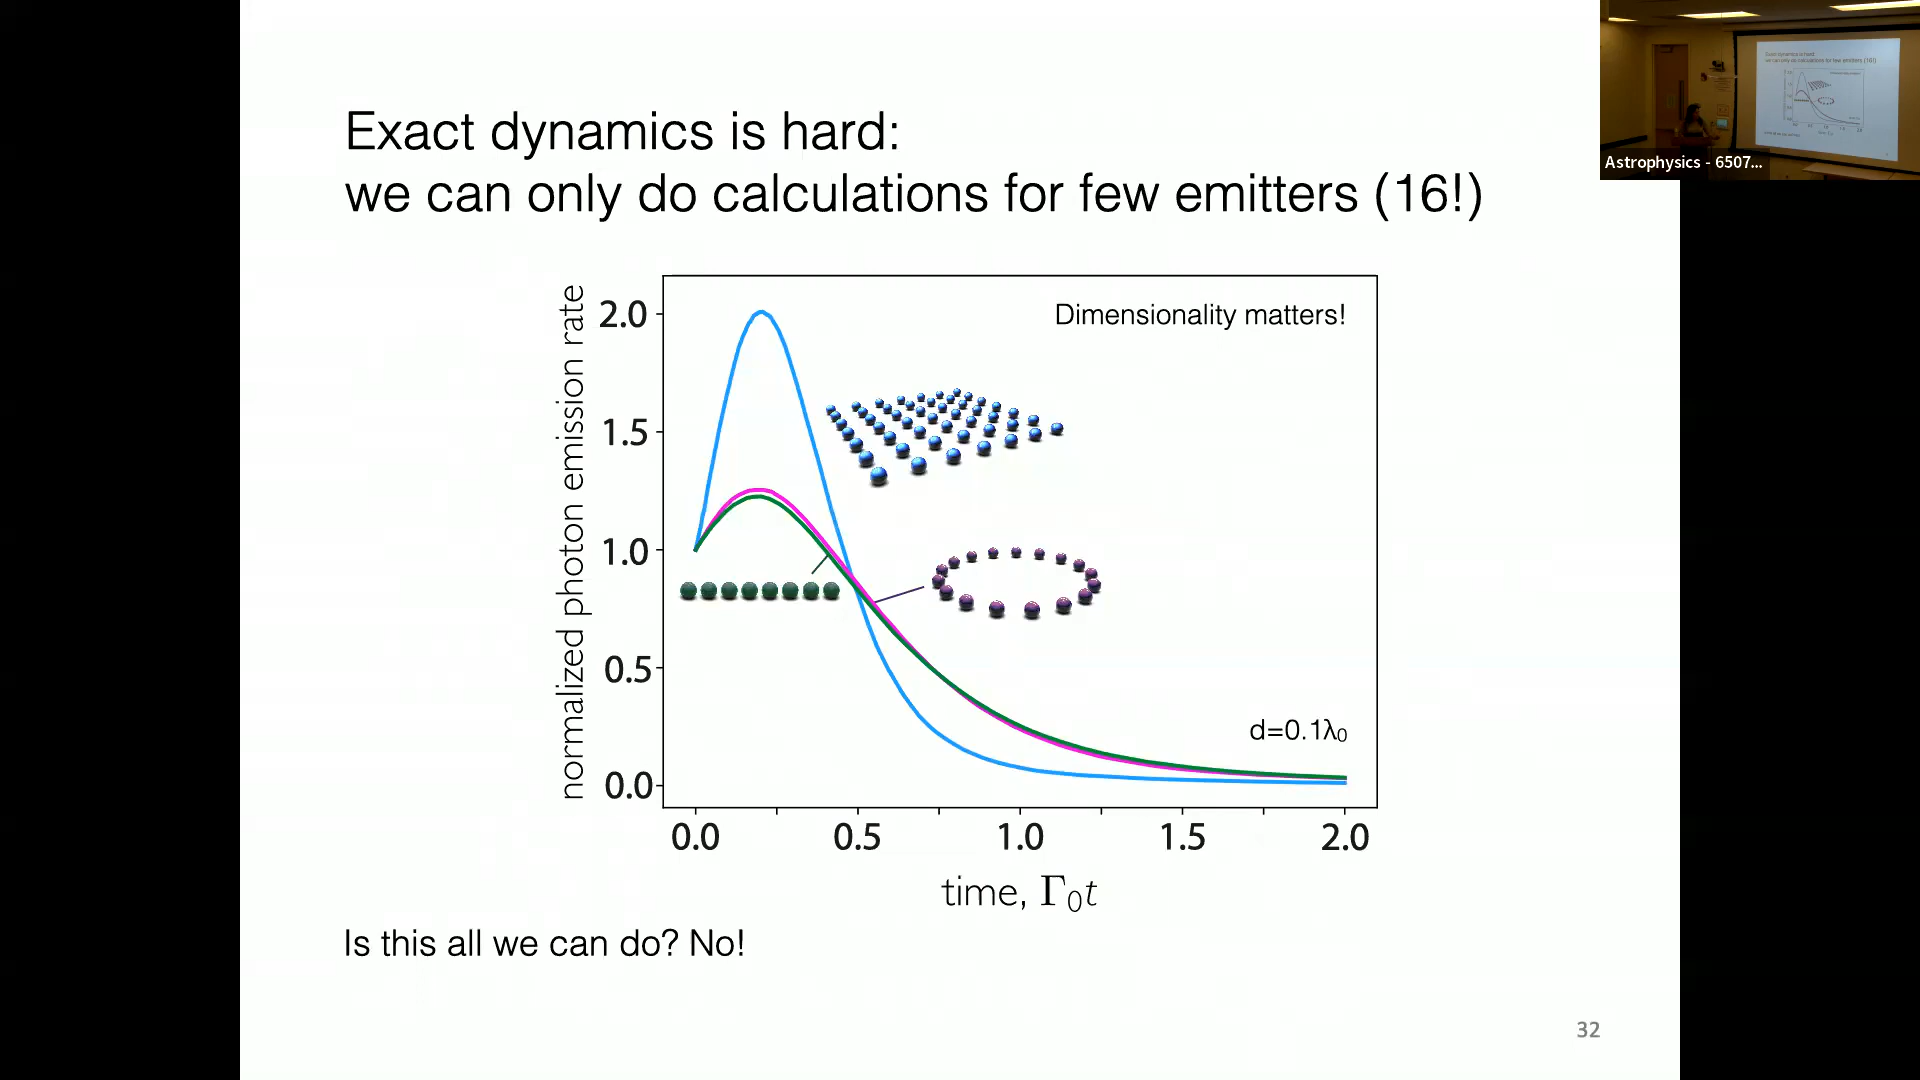 Exact dynamics is hard:
we can only do calculations for few emitters (16!)
Astrophysics - 6507...
normalized photon emission rate
2.0
1.5
1.0
0.5
0.0
Dimensionality matters!
d=0.1λ₀
0.0 0.5 1.0 1.5 2.0
time, Γ₀t
Is this all we can do? No!
32